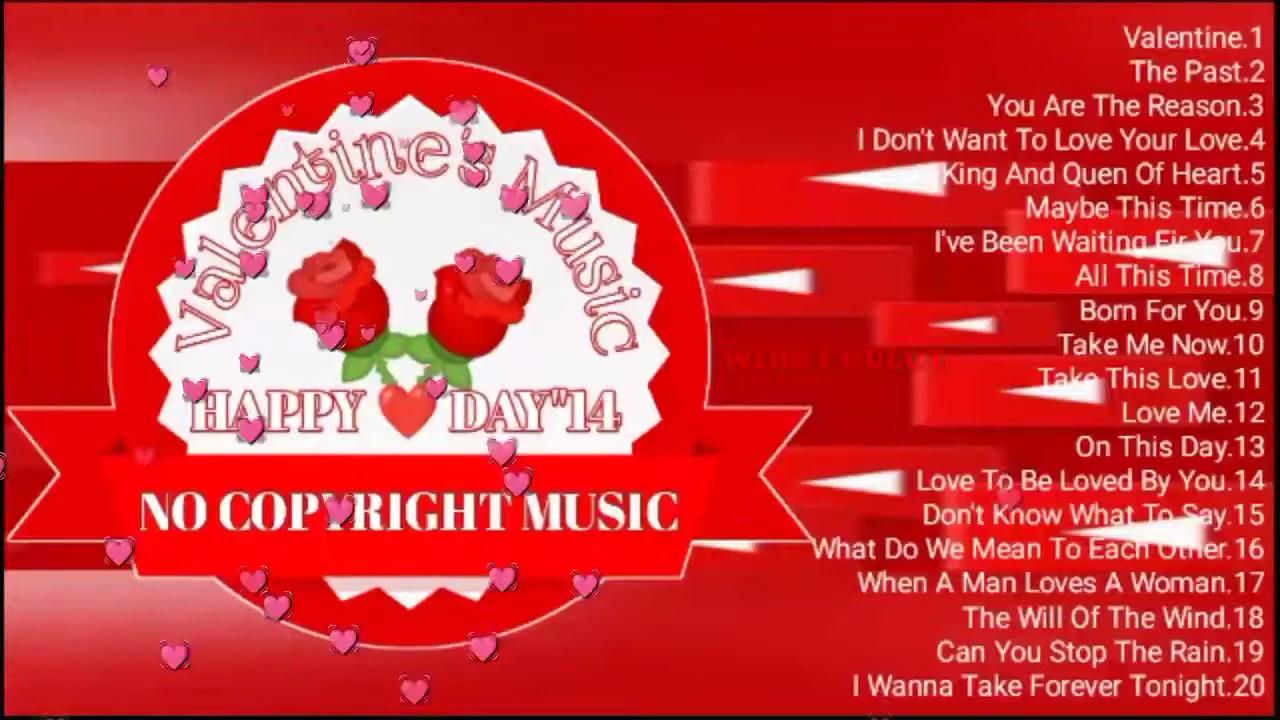 Valentine's Music
HAPPY ❤️ DAY"14
NO COPYRIGHT MUSIC
Valentine.1
The Past.2
You Are The Reason.3
I Don't Want To Love Your Love.4
King And Quen Of Heart.5
Maybe This Time.6
I've Been Waiting Fir You.7
All This Time.8
Born For You.9
Take Me Now.10
Take This Love.11
Love Me.12
On This Day.13
Love To Be Loved By You.14
Don't Know What To Say.15
What Do We Mean To Each Other.16
When A Man Loves A Woman.17
The Will Of The Wind.18
Can You Stop The Rain.19
I Wanna Take Forever Tonight.20